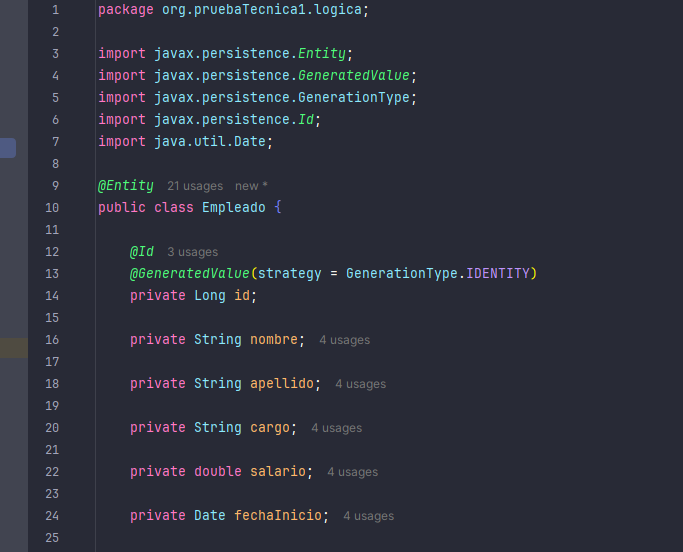 1 package org.pruebaTecnica1.logica;
2
3 import javax.persistence.Entity;
4 import javax.persistence.GeneratedValue;
5 import javax.persistence.GenerationType;
6 import javax.persistence.Id;
7 import java.util.Date;
8
9 @Entity 21 usages new *
10 public class Empleado {
11
12 @Id 3 usages
13 @GeneratedValue(strategy = GenerationType.IDENTITY)
14 private Long id;
15
16 private String nombre; 4 usages
17
18 private String apellido; 4 usages
19
20 private String cargo; 4 usages
21
22 private double salario; 4 usages
23
24 private Date fechaInicio; 4 usages
25